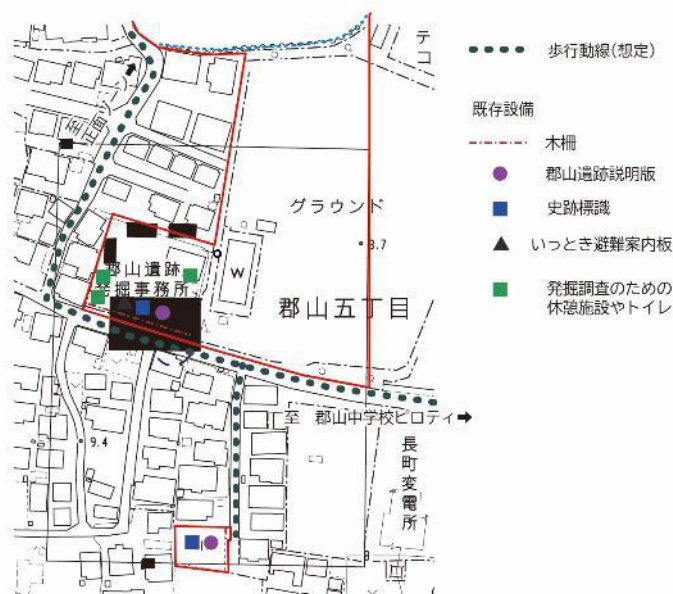 テ
コ
至 正面
グラウンド
3.7
W
郡山遺跡
発掘事務所
郡山五丁目
至 郡山中学校ピロティ➡
9.4
長町変電所
歩行動線(想定)
既存設備
木柵
郡山遺跡説明版
史跡標識
いっとき避難案内板
発掘調査のための
休憩施設やトイレ